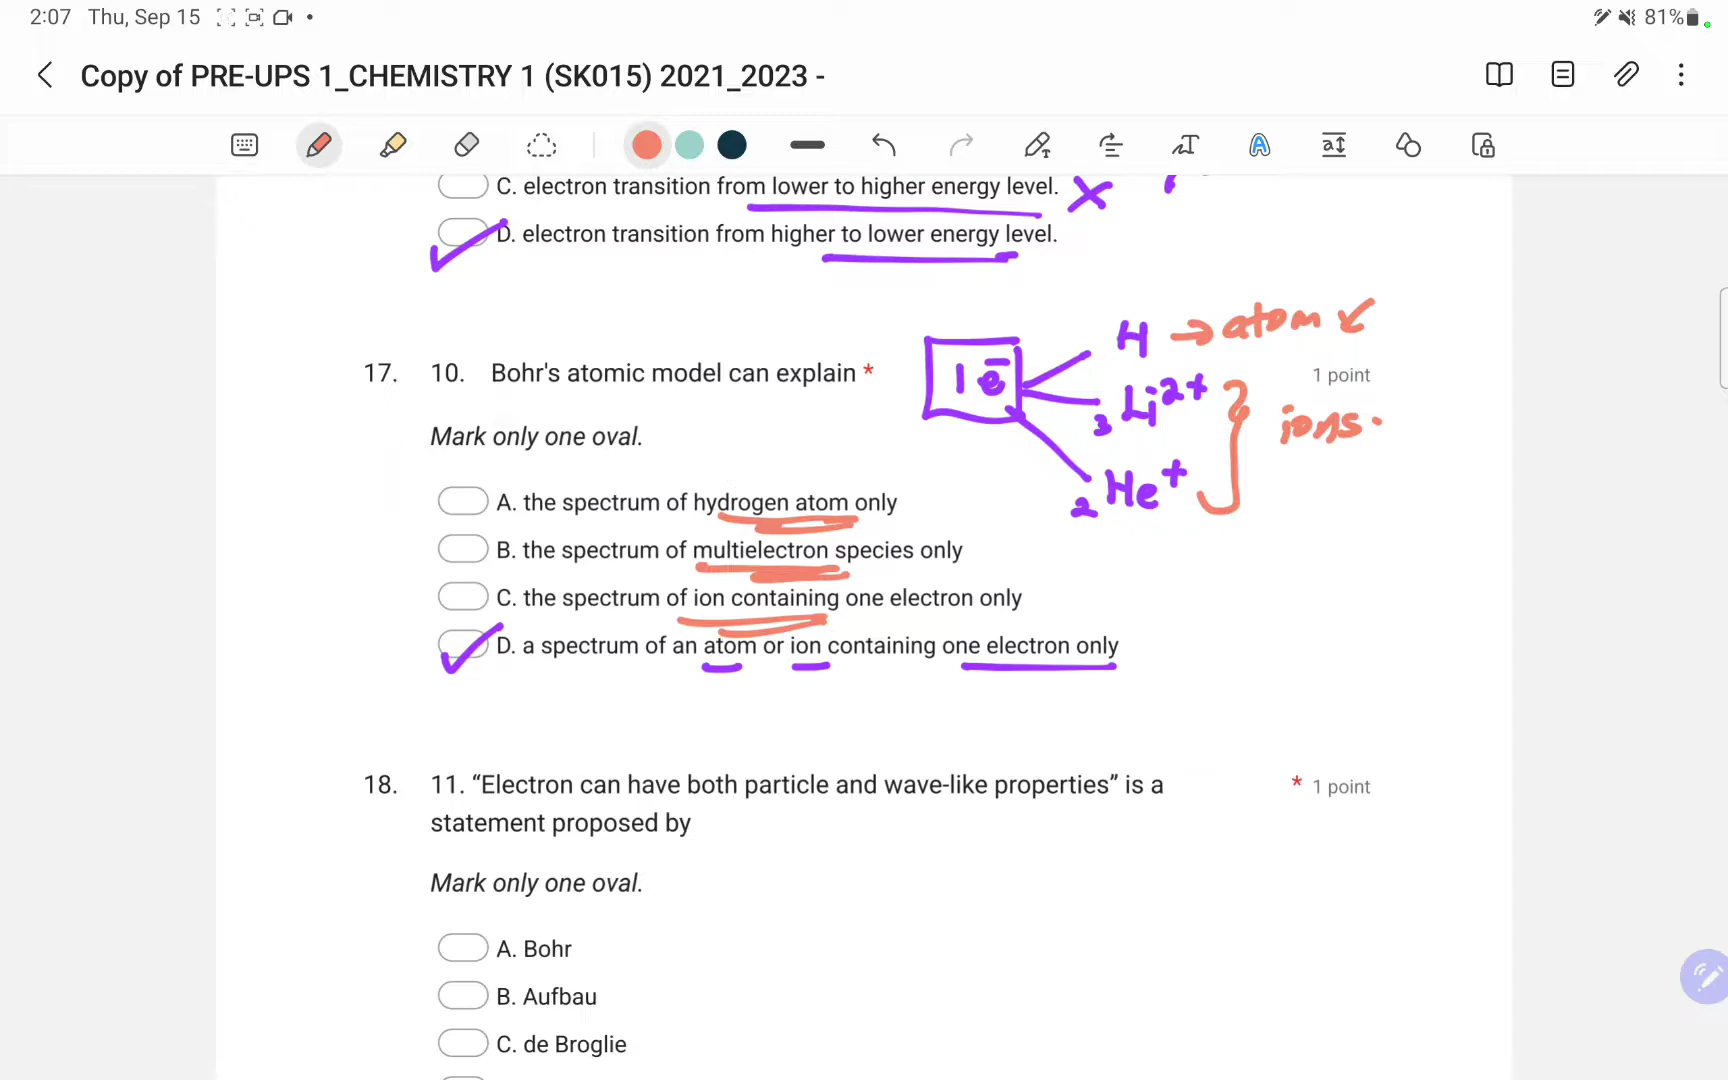 2:07 Thu, Sep 15
81%
Copy of PRE-UPS 1_CHEMISTRY 1 (SK015) 2021_2023 -
C. electron transition from lower to higher energy level.
D. electron transition from higher to lower energy level.
H → atom
17. 10. Bohr's atomic model can explain *
1 ē
1 point
3 Li2+
ions.
Mark only one oval.
2 He+
A. the spectrum of hydrogen atom only
B. the spectrum of multielectron species only
C. the spectrum of ion containing one electron only
D. a spectrum of an atom or ion containing one electron only
18. 11. “Electron can have both particle and wave-like properties” is a * 1 point
statement proposed by
Mark only one oval.
A. Bohr
B. Aufbau
C. de Broglie